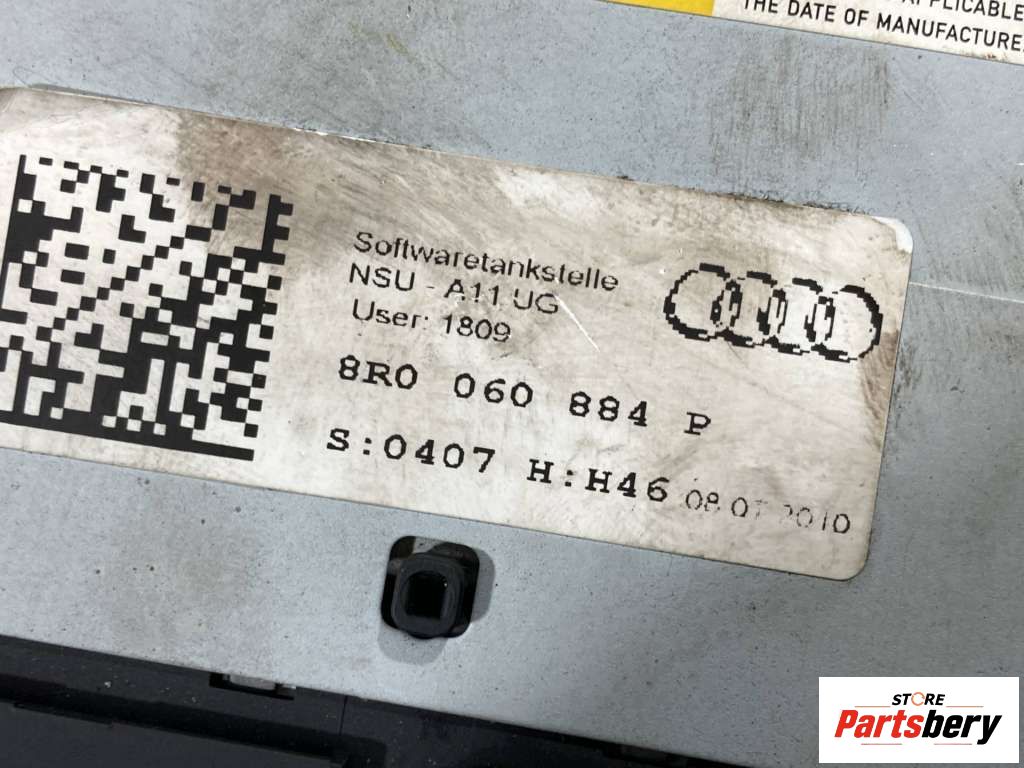 APPLICABLE
THE DATE OF MANUFACTURE.
Softwaretankstelle
NSU - A11 UG
User: 1809
8R0 060 884 P
S:0407 H:H46 08.07.2010
STORE
Partsbery